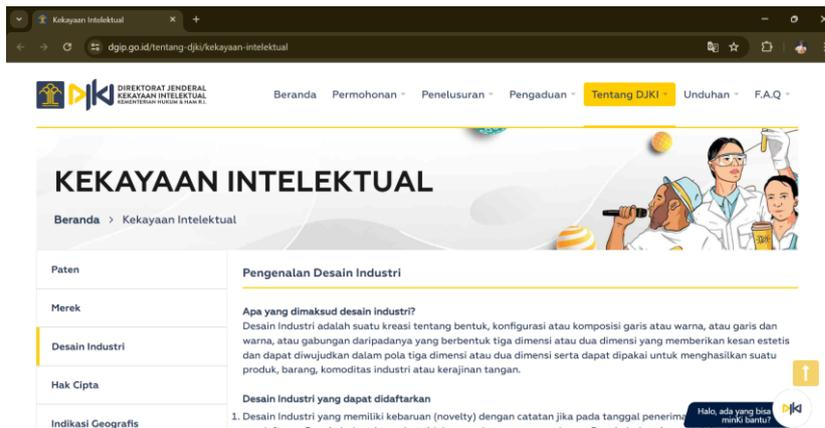 Kekayaan Intelektual
dgip.go.id/tentang-djki/kekayaan-intelektual
DJKI
DIREKTORAT JENDERAL
KEKAYAAN INTELEKTUAL
KEMENTERIAN HUKUM & HAM R.I.
Beranda Permohonan Penelusuran Pengaduan Tentang DJKI Unduhan F.A.Q
KEKAYAAN INTELEKTUAL
Beranda > Kekayaan Intelektual
Paten
Merek
Desain Industri
Hak Cipta
Indikasi Geografis
Pengenalan Desain Industri
Apa yang dimaksud desain industri?
Desain Industri adalah suatu kreasi tentang bentuk, konfigurasi atau komposisi garis atau warna, atau garis dan
warna, atau gabungan daripadanya yang berbentuk tiga dimensi atau dua dimensi yang memberikan kesan estetis
dan dapat diwujudkan dalam pola tiga dimensi atau dua dimensi serta dapat dipakai untuk menghasilkan suatu
produk, barang, komoditas industri atau kerajinan tangan.
Desain Industri yang dapat didaftarkan
1. Desain Industri yang memiliki kebaruan (novelty) dengan catatan jika pada tanggal
Halo, ada yang bisa
minKi bantu?